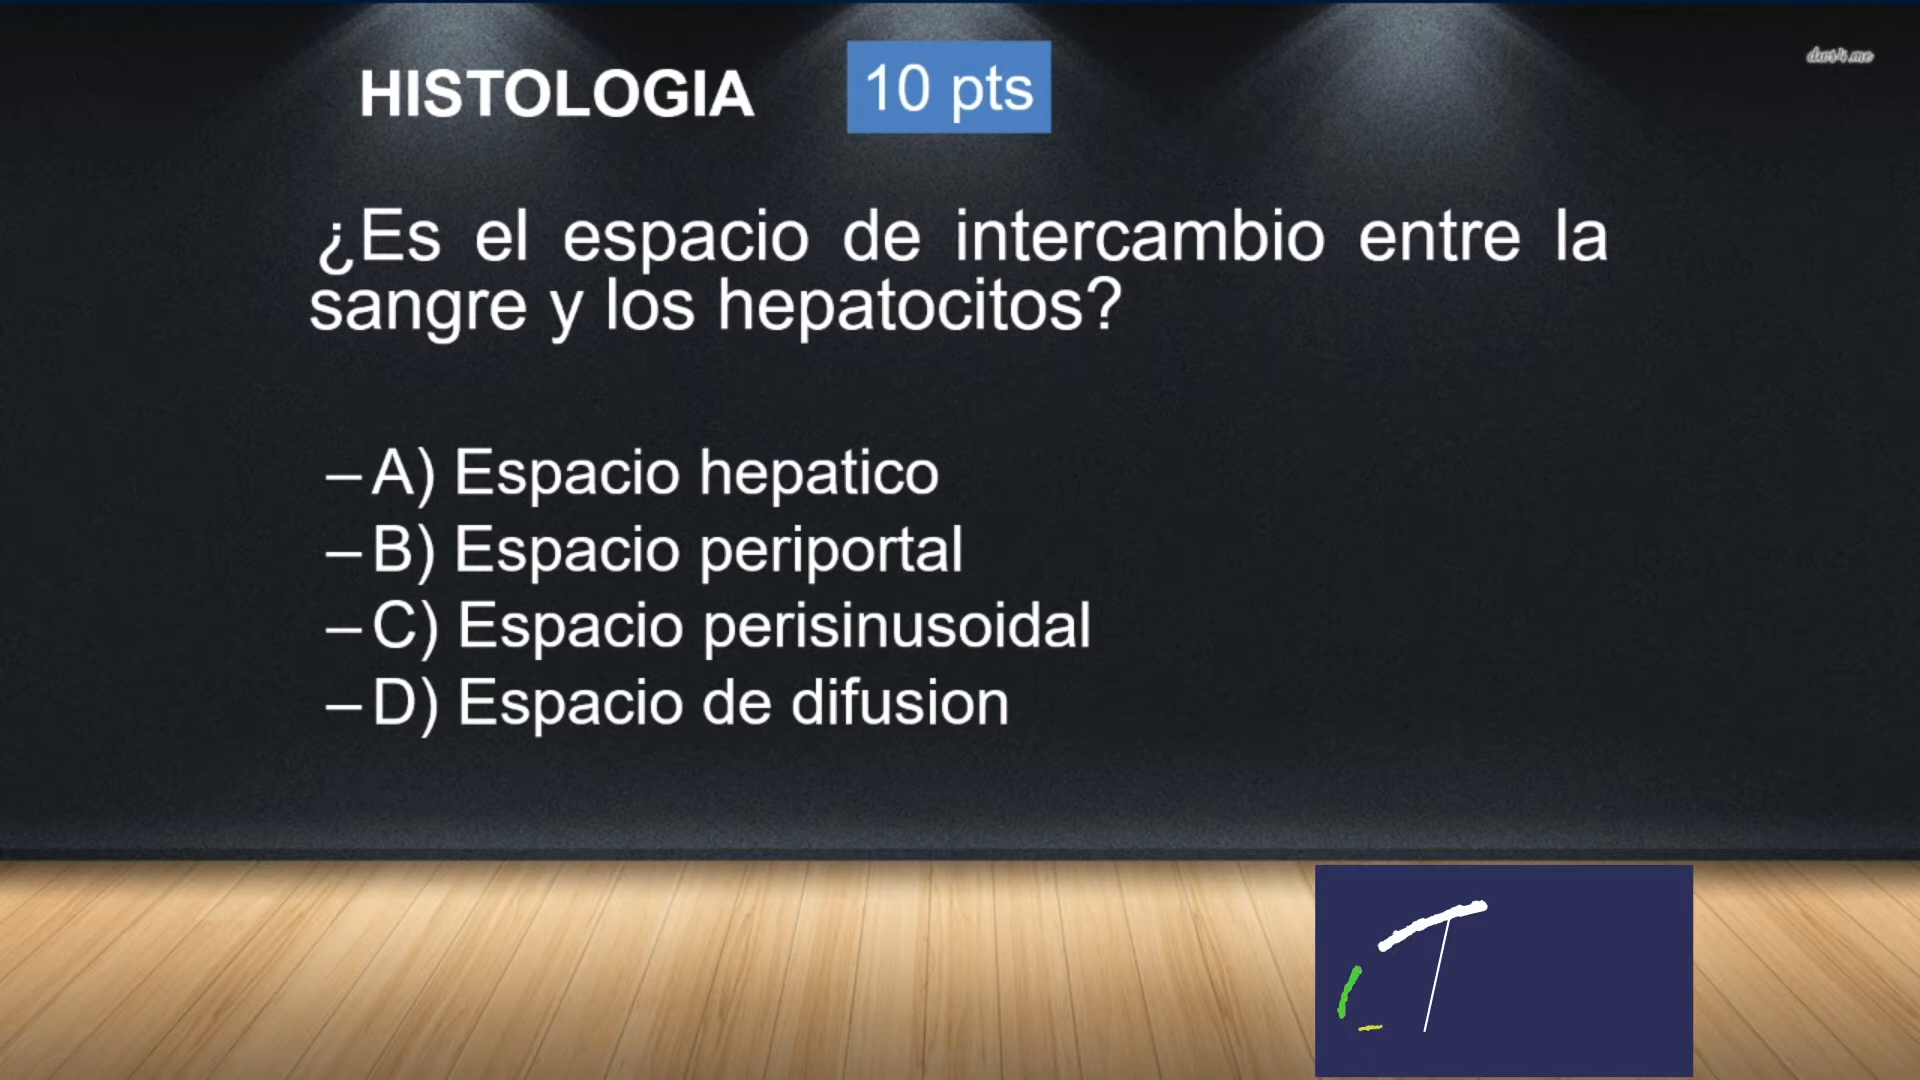 HISTOLOGIA
10 pts
¿Es el espacio de intercambio entre la
sangre y los hepatocitos?
– A) Espacio hepatico
– B) Espacio periportal
– C) Espacio perisinusoidal
– D) Espacio de difusion